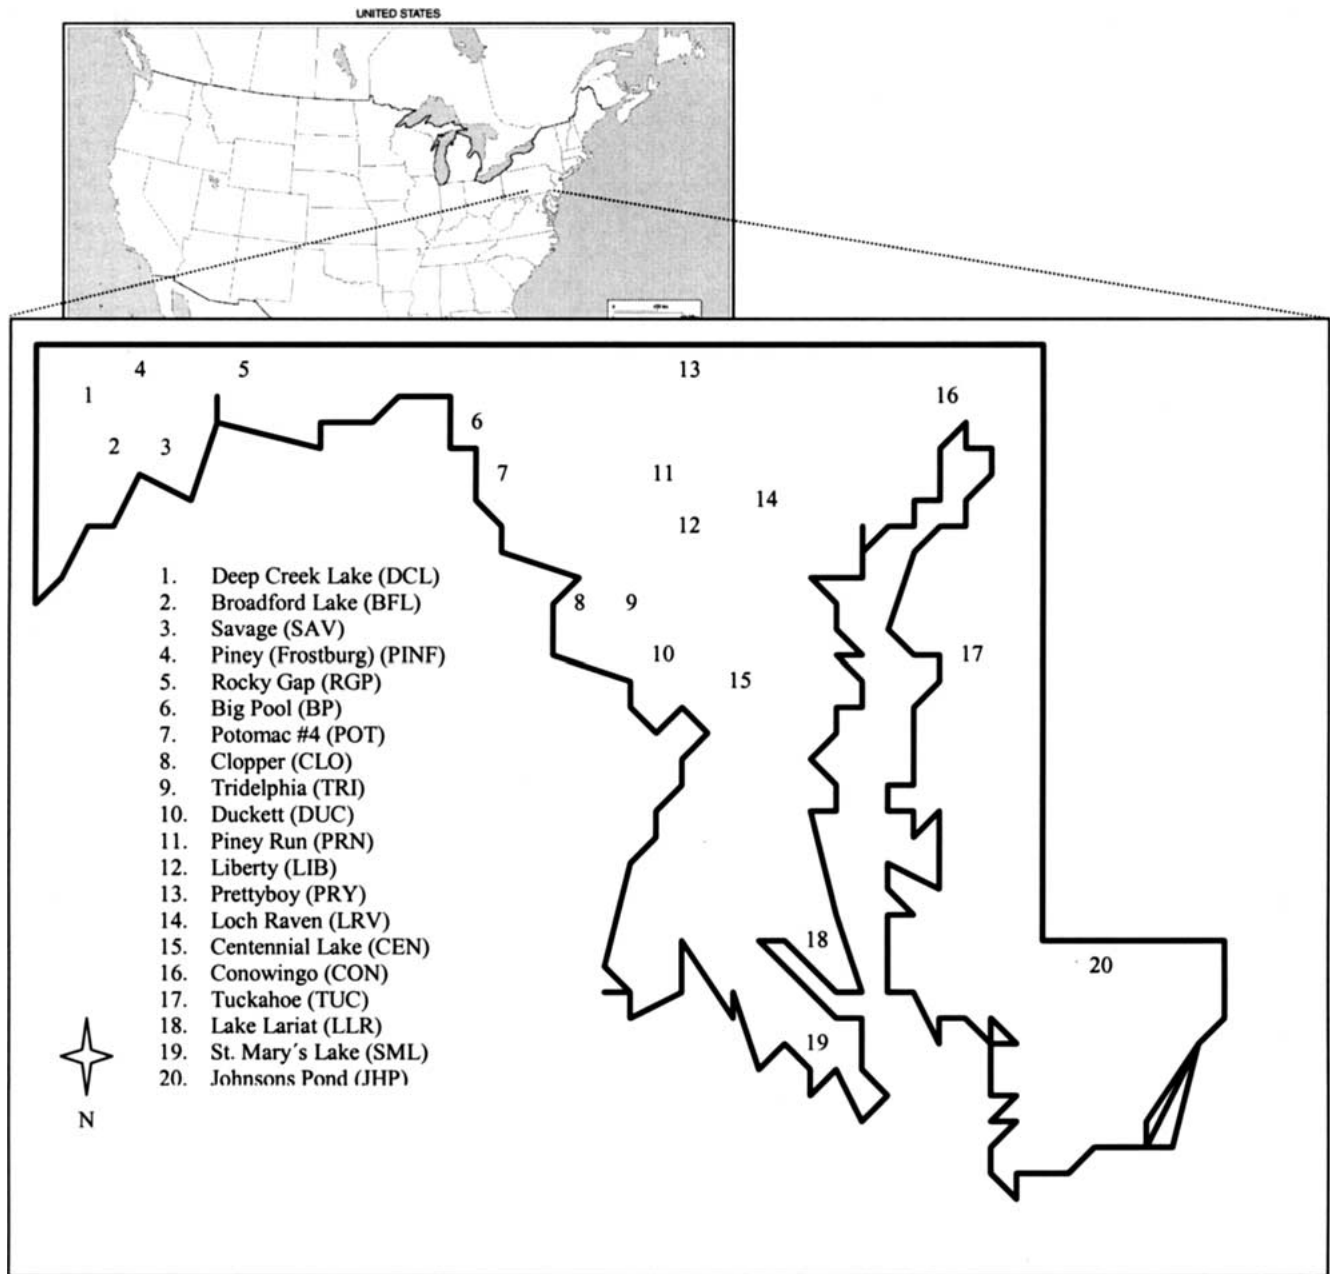 UNITED STATES
4
5
13
1
16
6
2
3
7
11
14
12
8
9
10
17
15
18
20
19
1. Deep Creek Lake (DCL)
2. Broadford Lake (BFL)
3. Savage (SAV)
4. Piney (Frostburg) (PINF)
5. Rocky Gap (RGP)
6. Big Pool (BP)
7. Potomac #4 (POT)
8. Clopper (CLO)
9. Tridelphia (TRI)
10. Duckett (DUC)
11. Piney Run (PRN)
12. Liberty (LIB)
13. Prettyboy (PRY)
14. Loch Raven (LRV)
15. Centennial Lake (CEN)
16. Conowingo (CON)
17. Tuckahoe (TUC)
18. Lake Lariat (LLR)
19. St. Mary´s Lake (SML)
20. Johnsons Pond (JHP)
N